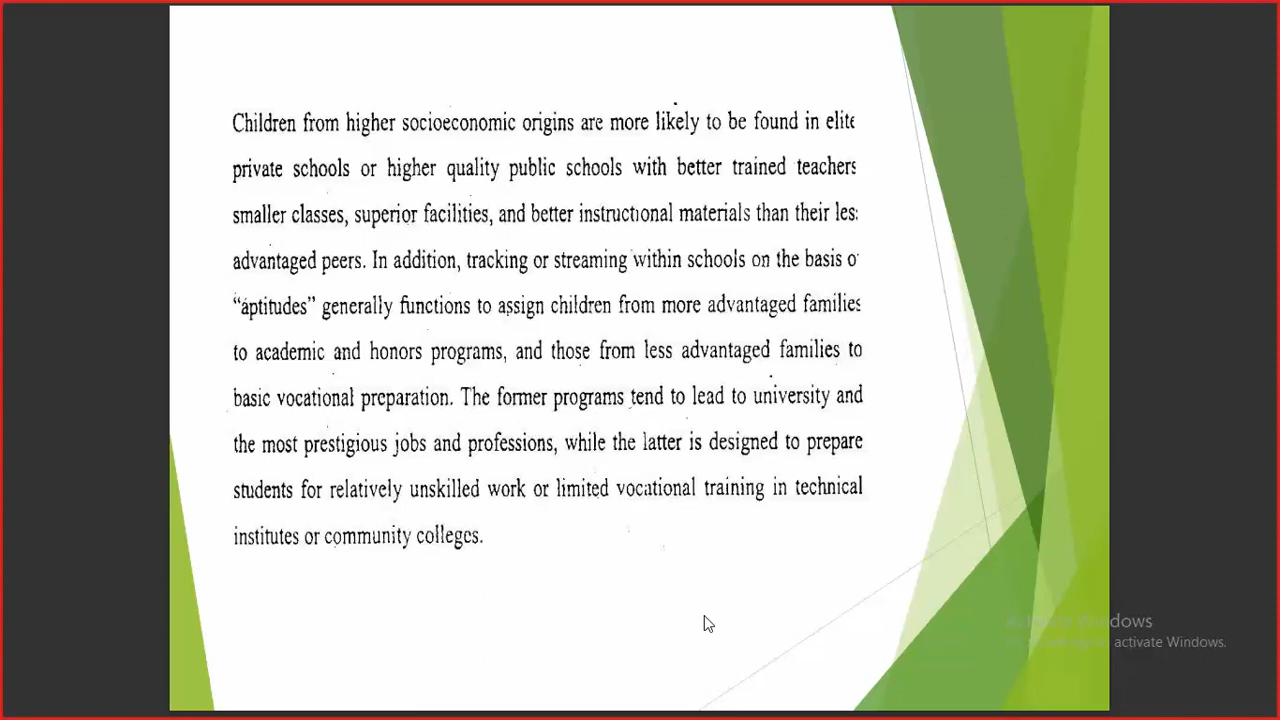 Children from higher socioeconomic origins are more likely to be found in elite
private schools or higher quality public schools with better trained teachers
smaller classes, superior facilities, and better instructional materials than their les
advantaged peers. In addition, tracking or streaming within schools on the basis o
“aptitudes” generally functions to assign children from more advantaged families
to academic and honors programs, and those from less advantaged families to
basic vocational preparation. The former programs tend to lead to university and
the most prestigious jobs and professions, while the latter is designed to prepare
students for relatively unskilled work or limited vocational training in technical
institutes or community colleges.
Activate Windows
activate Windows.